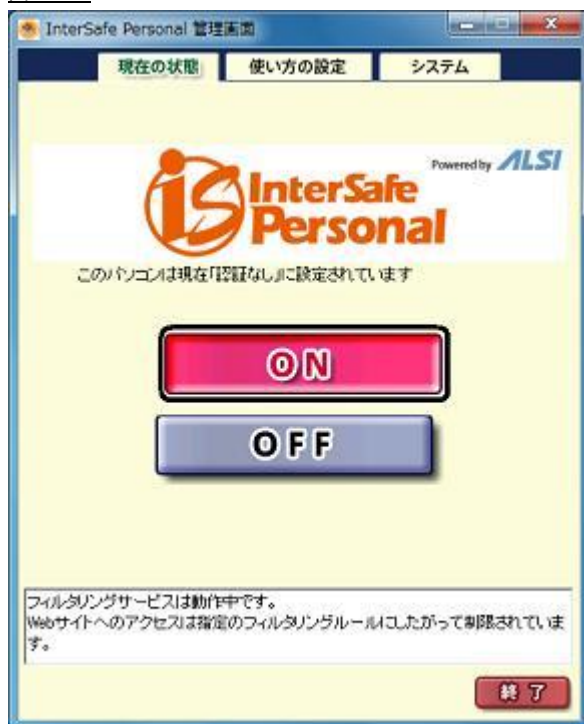 InterSafe Personal 管理画面
現在の状態 使い方の設定 システム
Powered by ALSI
iS InterSafe
Personal
このパソコンは現在「認証なし」に設定されています
ON
OFF
フィルタリングサービスは動作中です。
Webサイトへのアクセスは指定のフィルタリングルールにしたがって制限されていま
す。
終了